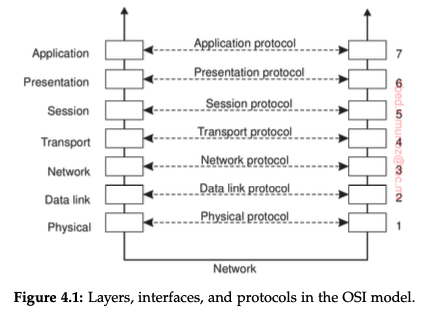 Application Application protocol 7
Presentation Presentation protocol 6
Session Session protocol 5
Transport Transport protocol 4
Network Network protocol 3
Data link Data link protocol 2
Physical Physical protocol 1
Network
Figure 4.1: Layers, interfaces, and protocols in the OSI model.